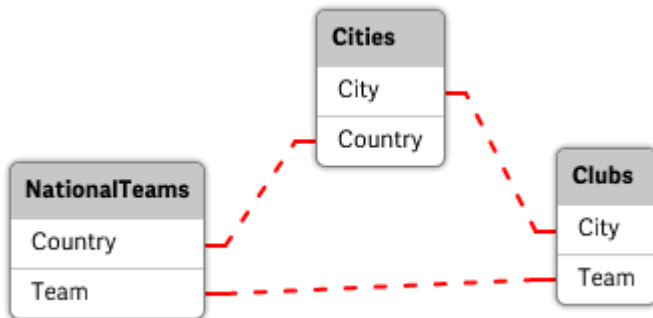 Cities
City
Country
NationalTeams
Country
Team
Clubs
City
Team